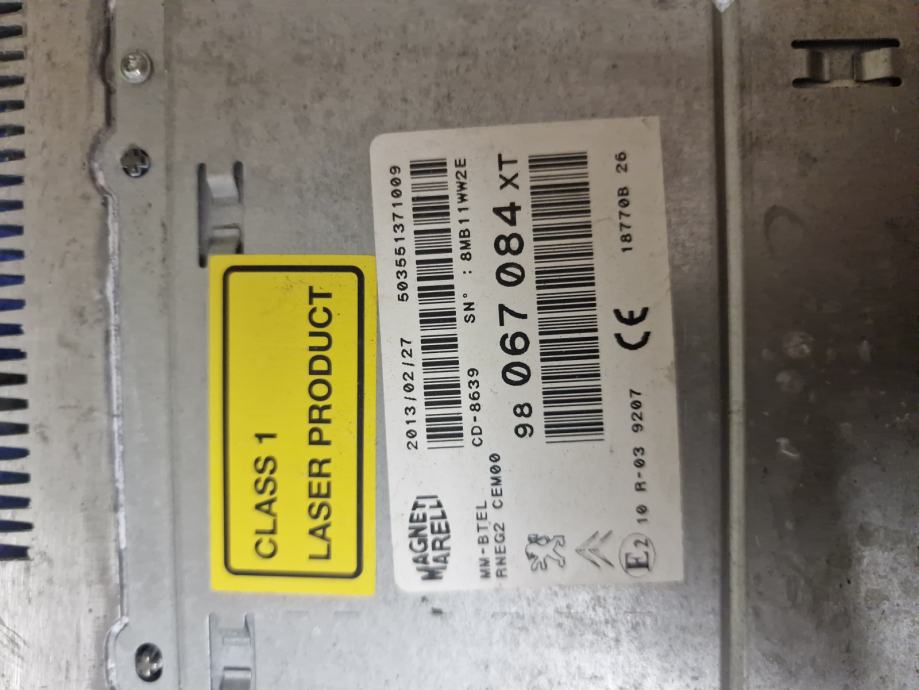 CLASS 1
LASER PRODUCT
MAGNETI
MARELLI
2013/02/27 503551371009
MM-BTEL
RNEG2 CEM00
CD-8639 SN° : 8MB11WW2E
98 067 084 XT
E2 10 R-03 9207 CE 18770B 26